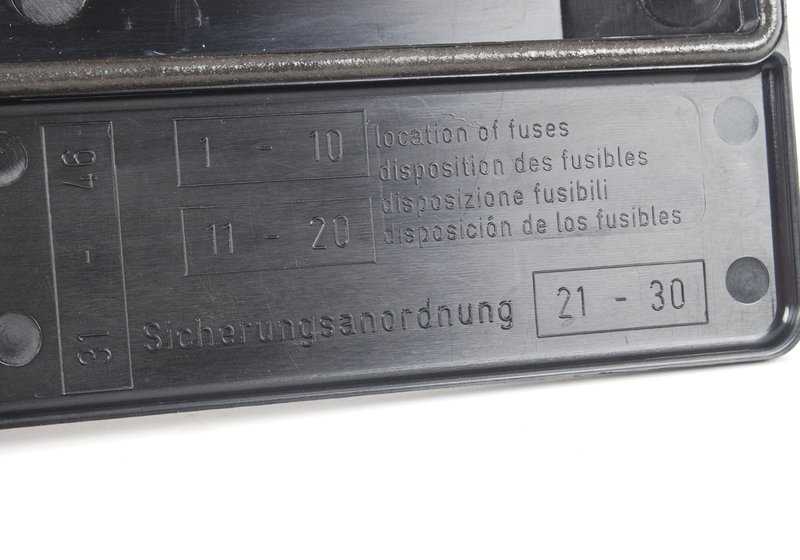 31 - 46
1 - 10
11 - 20
location of fuses
disposition des fusibles
disposizione fusibili
disposición de los fusibles
Sicherungsanordnung
21 - 30